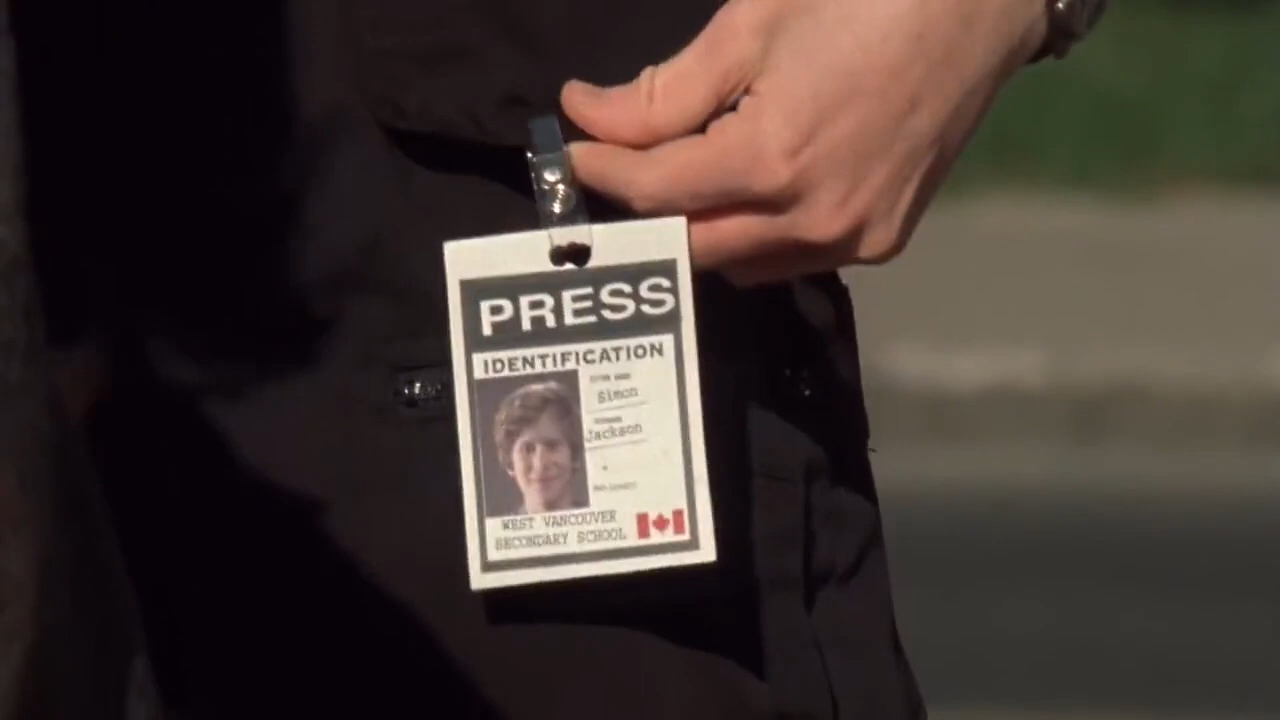 PRESS
IDENTIFICATION
Simon
Jackson
WEST VANCOUVER
SECONDARY SCHOOL